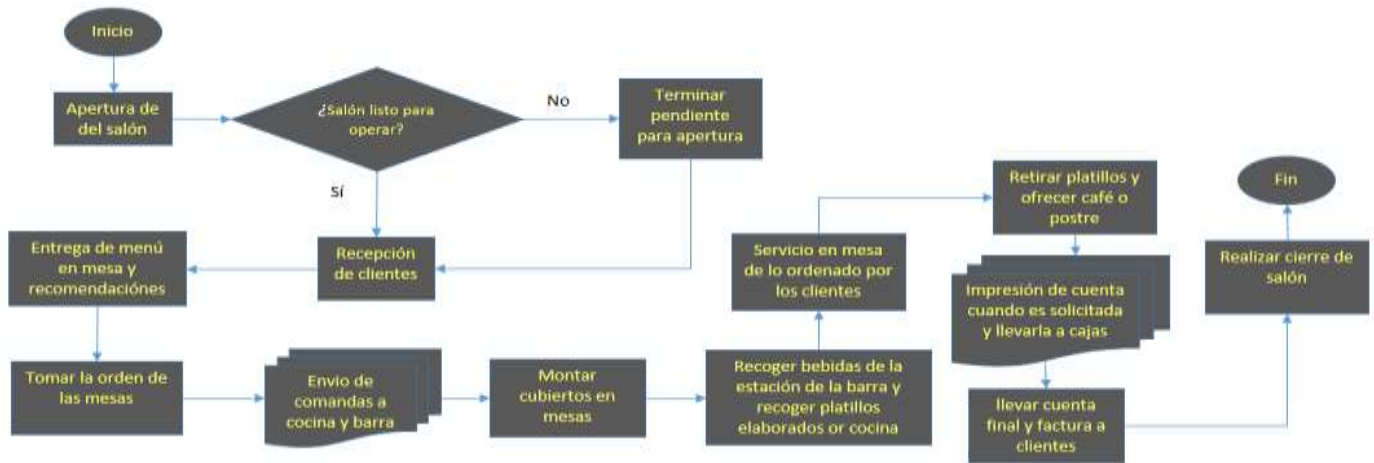 Inicio
Apertura de
del salón
¿Salón listo para
operar?
No
Terminar
pendiente
para apertura
Sí
Recepción
de clientes
Entrega de menú
en mesa y
recomendaciónes
Tomar la orden de
las mesas
Envio de
comandas a
cocina y barra
Montar
cubiertos en
mesas
Recoger bebidas de la
estación de la barra y
recoger platillos
elaborados or cocina
Servicio en mesa
de lo ordenado por
los clientes
Retirar platillos y
ofrecer café o
postre
Impresión de cuenta
cuando es solicitada
y llevarla a cajas
llevar cuenta
final y factura a
clientes
Realizar cierre de
salón
Fin